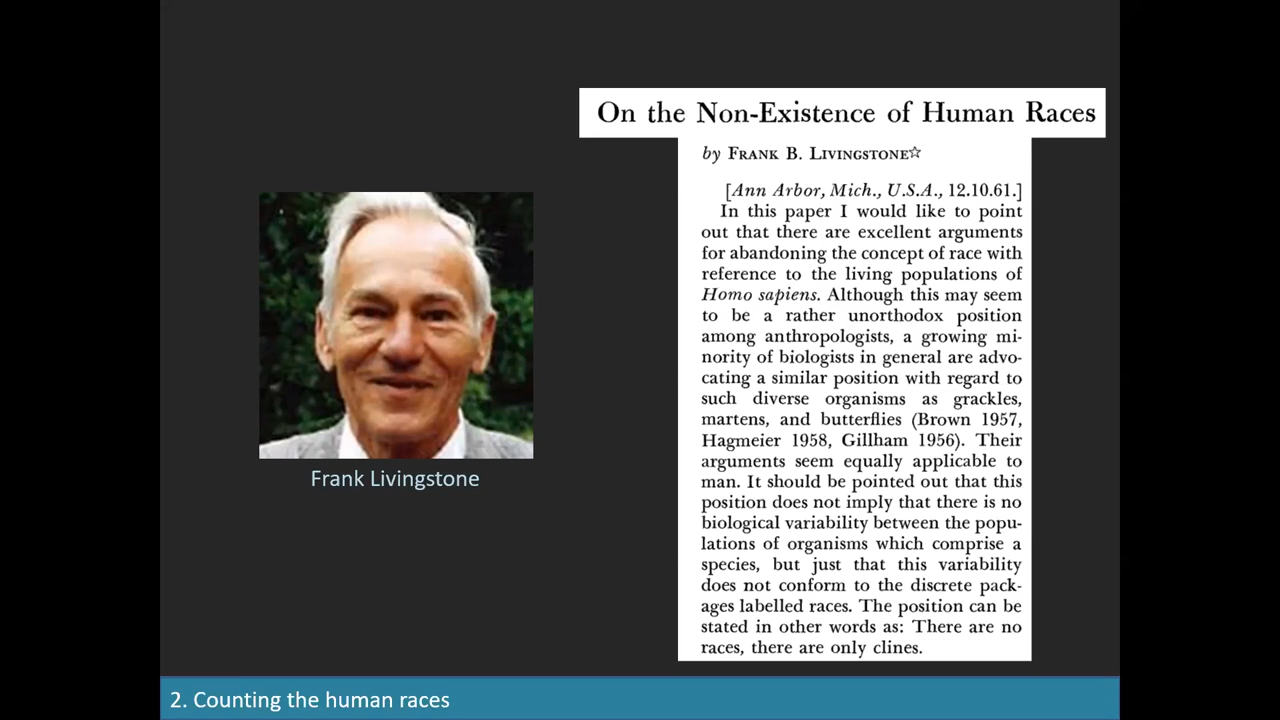 On the Non-Existence of Human Races
by FRANK B. LIVINGSTONE☆
[Ann Arbor, Mich., U.S.A., 12.10.61.]
In this paper I would like to point
out that there are excellent arguments
for abandoning the concept of race with
reference to the living populations of
Homo sapiens. Although this may seem
to be a rather unorthodox position
among anthropologists, a growing mi-
nority of biologists in general are advo-
cating a similar position with regard to
such diverse organisms as grackles,
martens, and butterflies (Brown 1957,
Hagmeier 1958, Gillham 1956). Their
arguments seem equally applicable to
man. It should be pointed out that this
position does not imply that there is no
biological variability between the popu-
lations of organisms which comprise a
species, but just that this variability
does not conform to the discrete pack-
ages labelled races. The position can be
stated in other words as: There are no
races, there are only clines.
Frank Livingstone
2. Counting the human races